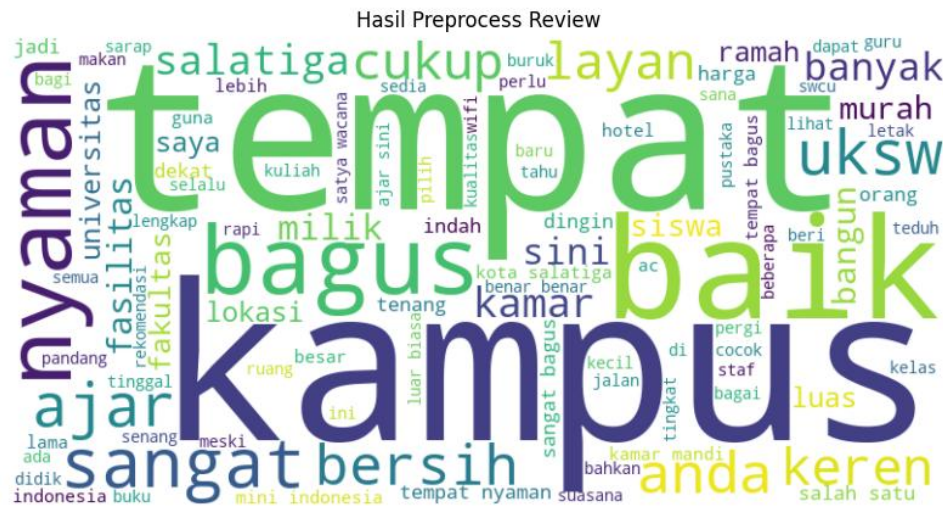 Hasil Preprocess Review
jadi
sarap
makan
bagi
salatiga
cukup
buruk
layan
ramah
dapat
guru
banyak
lebih
sedia
perlu
harga
sana
swcu
murah
nyaman
tempat
universitas
guna
saya
dekat
selalu
kuliah
satya wacana
ajar sini
pilih
kualitas
wifi
baru
tahu
hotel
pustaka
tempat bagus
lihat
letak
uksw
orang
lengkap
rapi
milik
indah
dingin
siswa
beberapa
beri
bangun
teduh
fasilitas
fakultas
rekomendasi
semua
bagus
sini
kota salatiga
benar benar
ac
baik
lokasi
tenang
kamar
pandang
tinggal
kampus
ruang
besar
luar biasa
sangat bagus
kecil
jalan
di
tingkat
pergi
cocok
staf
bagai
kelas
luas
ajar
ini
lama
senang
meski
ada
didik
sangat
bersih
kamar mandi
bahkan
anda
keren
indonesia
buku
mini indonesia
tempat nyaman
suasana
salah satu